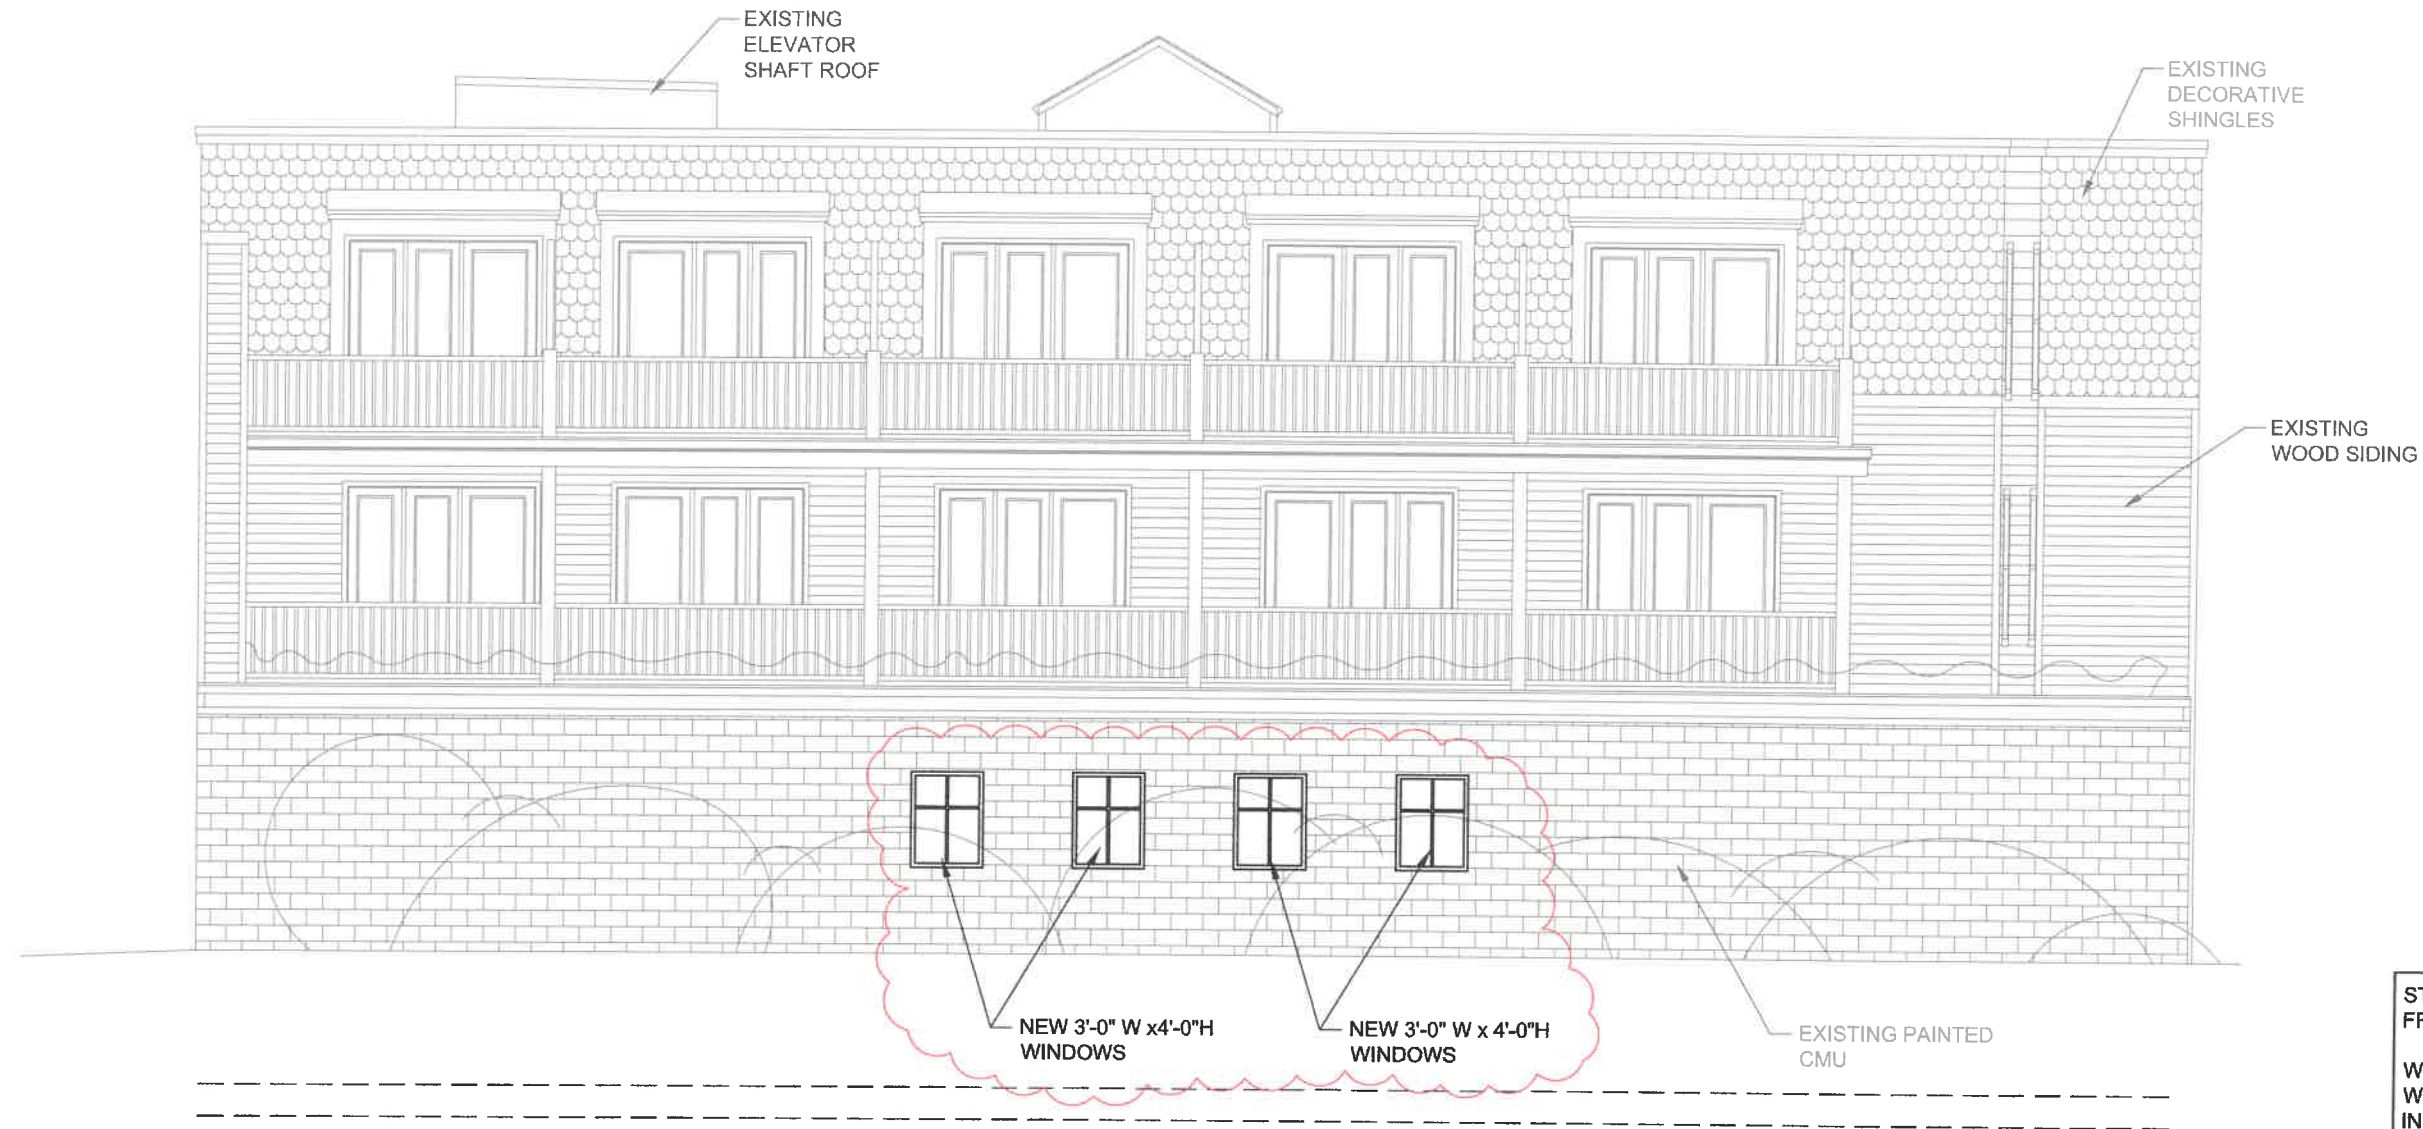 EXISTING
ELEVATOR
SHAFT ROOF
EXISTING
DECORATIVE
SHINGLES
EXISTING
WOOD SIDING
NEW 3'-0" W x4'-0"H
WINDOWS
NEW 3'-0" W x 4'-0"H
WINDOWS
EXISTING PAINTED
CMU